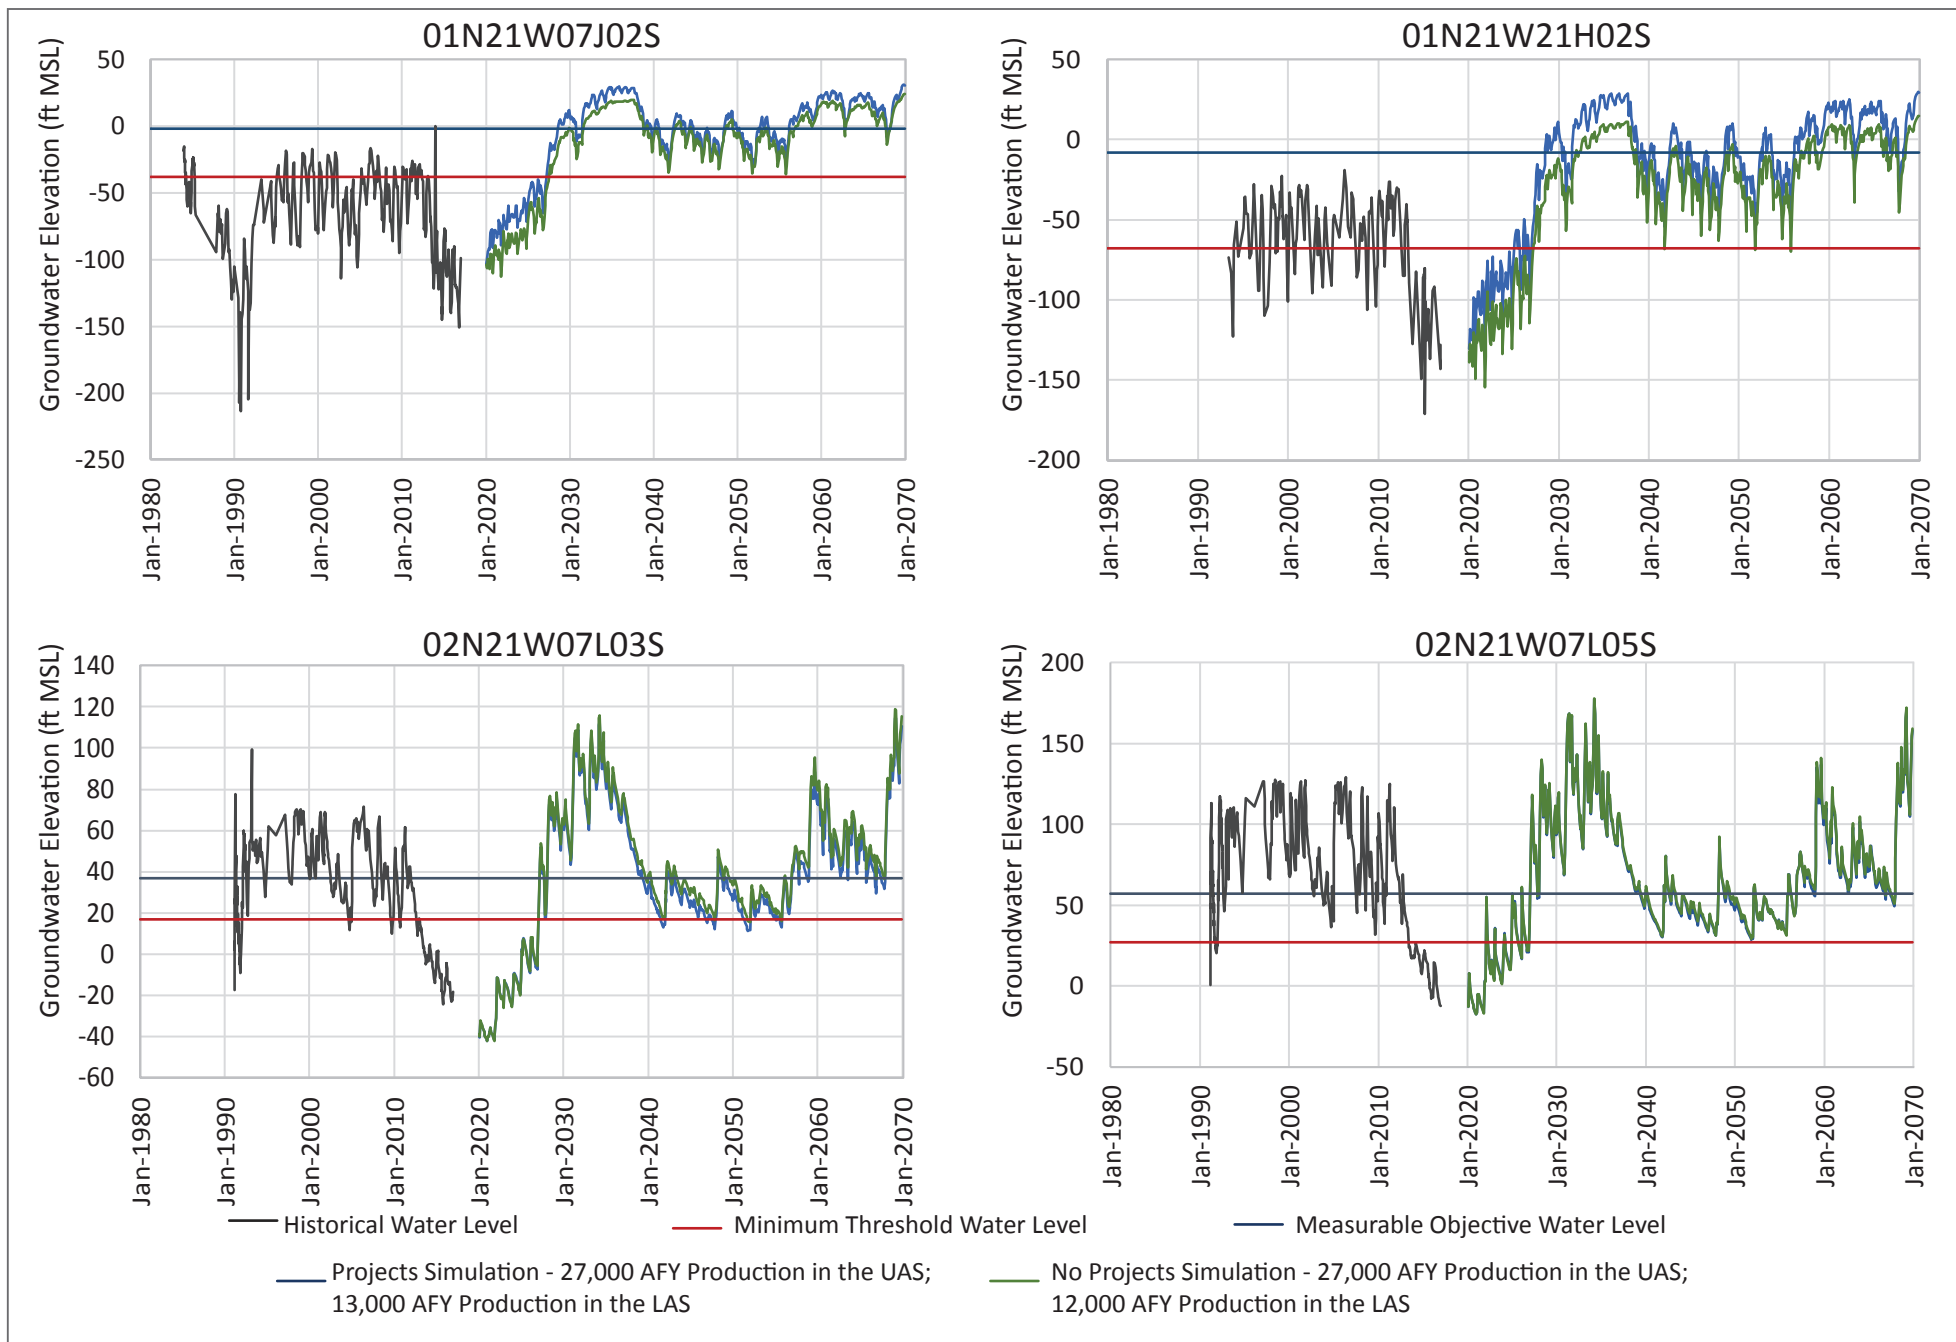 01N21W07J02S
Groundwater Elevation (ft MSL)
50
0
-50
-100
-150
-200
-250
Jan-1980
Jan-1990
Jan-2000
Jan-2010
Jan-2020
Jan-2030
Jan-2040
Jan-2050
Jan-2060
Jan-2070
01N21W21H02S
Groundwater Elevation (ft MSL)
50
0
-50
-100
-150
-200
Jan-1980
Jan-1990
Jan-2000
Jan-2010
Jan-2020
Jan-2030
Jan-2040
Jan-2050
Jan-2060
Jan-2070
02N21W07L03S
Groundwater Elevation (ft MSL)
140
120
100
80
60
40
20
0
-20
-40
-60
Jan-1980
Jan-1990
Jan-2000
Jan-2010
Jan-2020
Jan-2030
Jan-2040
Jan-2050
Jan-2060
Jan-2070
02N21W07L05S
Groundwater Elevation (ft MSL)
200
150
100
50
0
-50
Jan-1980
Jan-1990
Jan-2000
Jan-2010
Jan-2020
Jan-2030
Jan-2040
Jan-2050
Jan-2060
Jan-2070
Historical Water Level
Minimum Threshold Water Level
Measurable Objective Water Level
Projects Simulation - 27,000 AFY Production in the UAS;
13,000 AFY Production in the LAS
No Projects Simulation - 27,000 AFY Production in the UAS;
12,000 AFY Production in the LAS